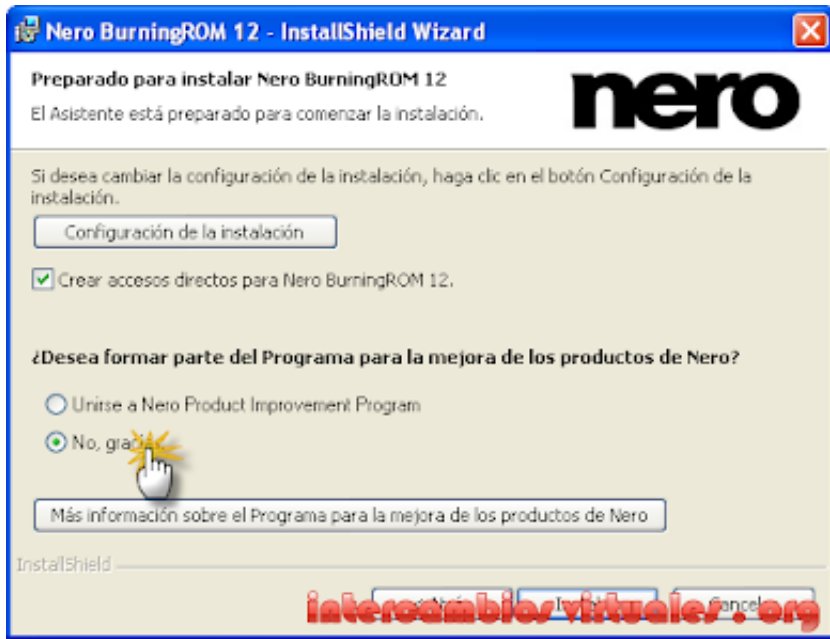 Nero BurningROM 12 - InstallShield Wizard
Preparado para instalar Nero BurningROM 12
El Asistente está preparado para comenzar la instalación.
nero
Si desea cambiar la configuración de la instalación, haga clic en el botón Configuración de la
instalación.
Configuración de la instalación
Crear accesos directos para Nero BurningROM 12.
¿Desea formar parte del Programa para la mejora de los productos de Nero?
Unirse a Nero Product Improvement Program
No, gracias
Más información sobre el Programa para la mejora de los productos de Nero
InstallShield
intercambios virtuales . org